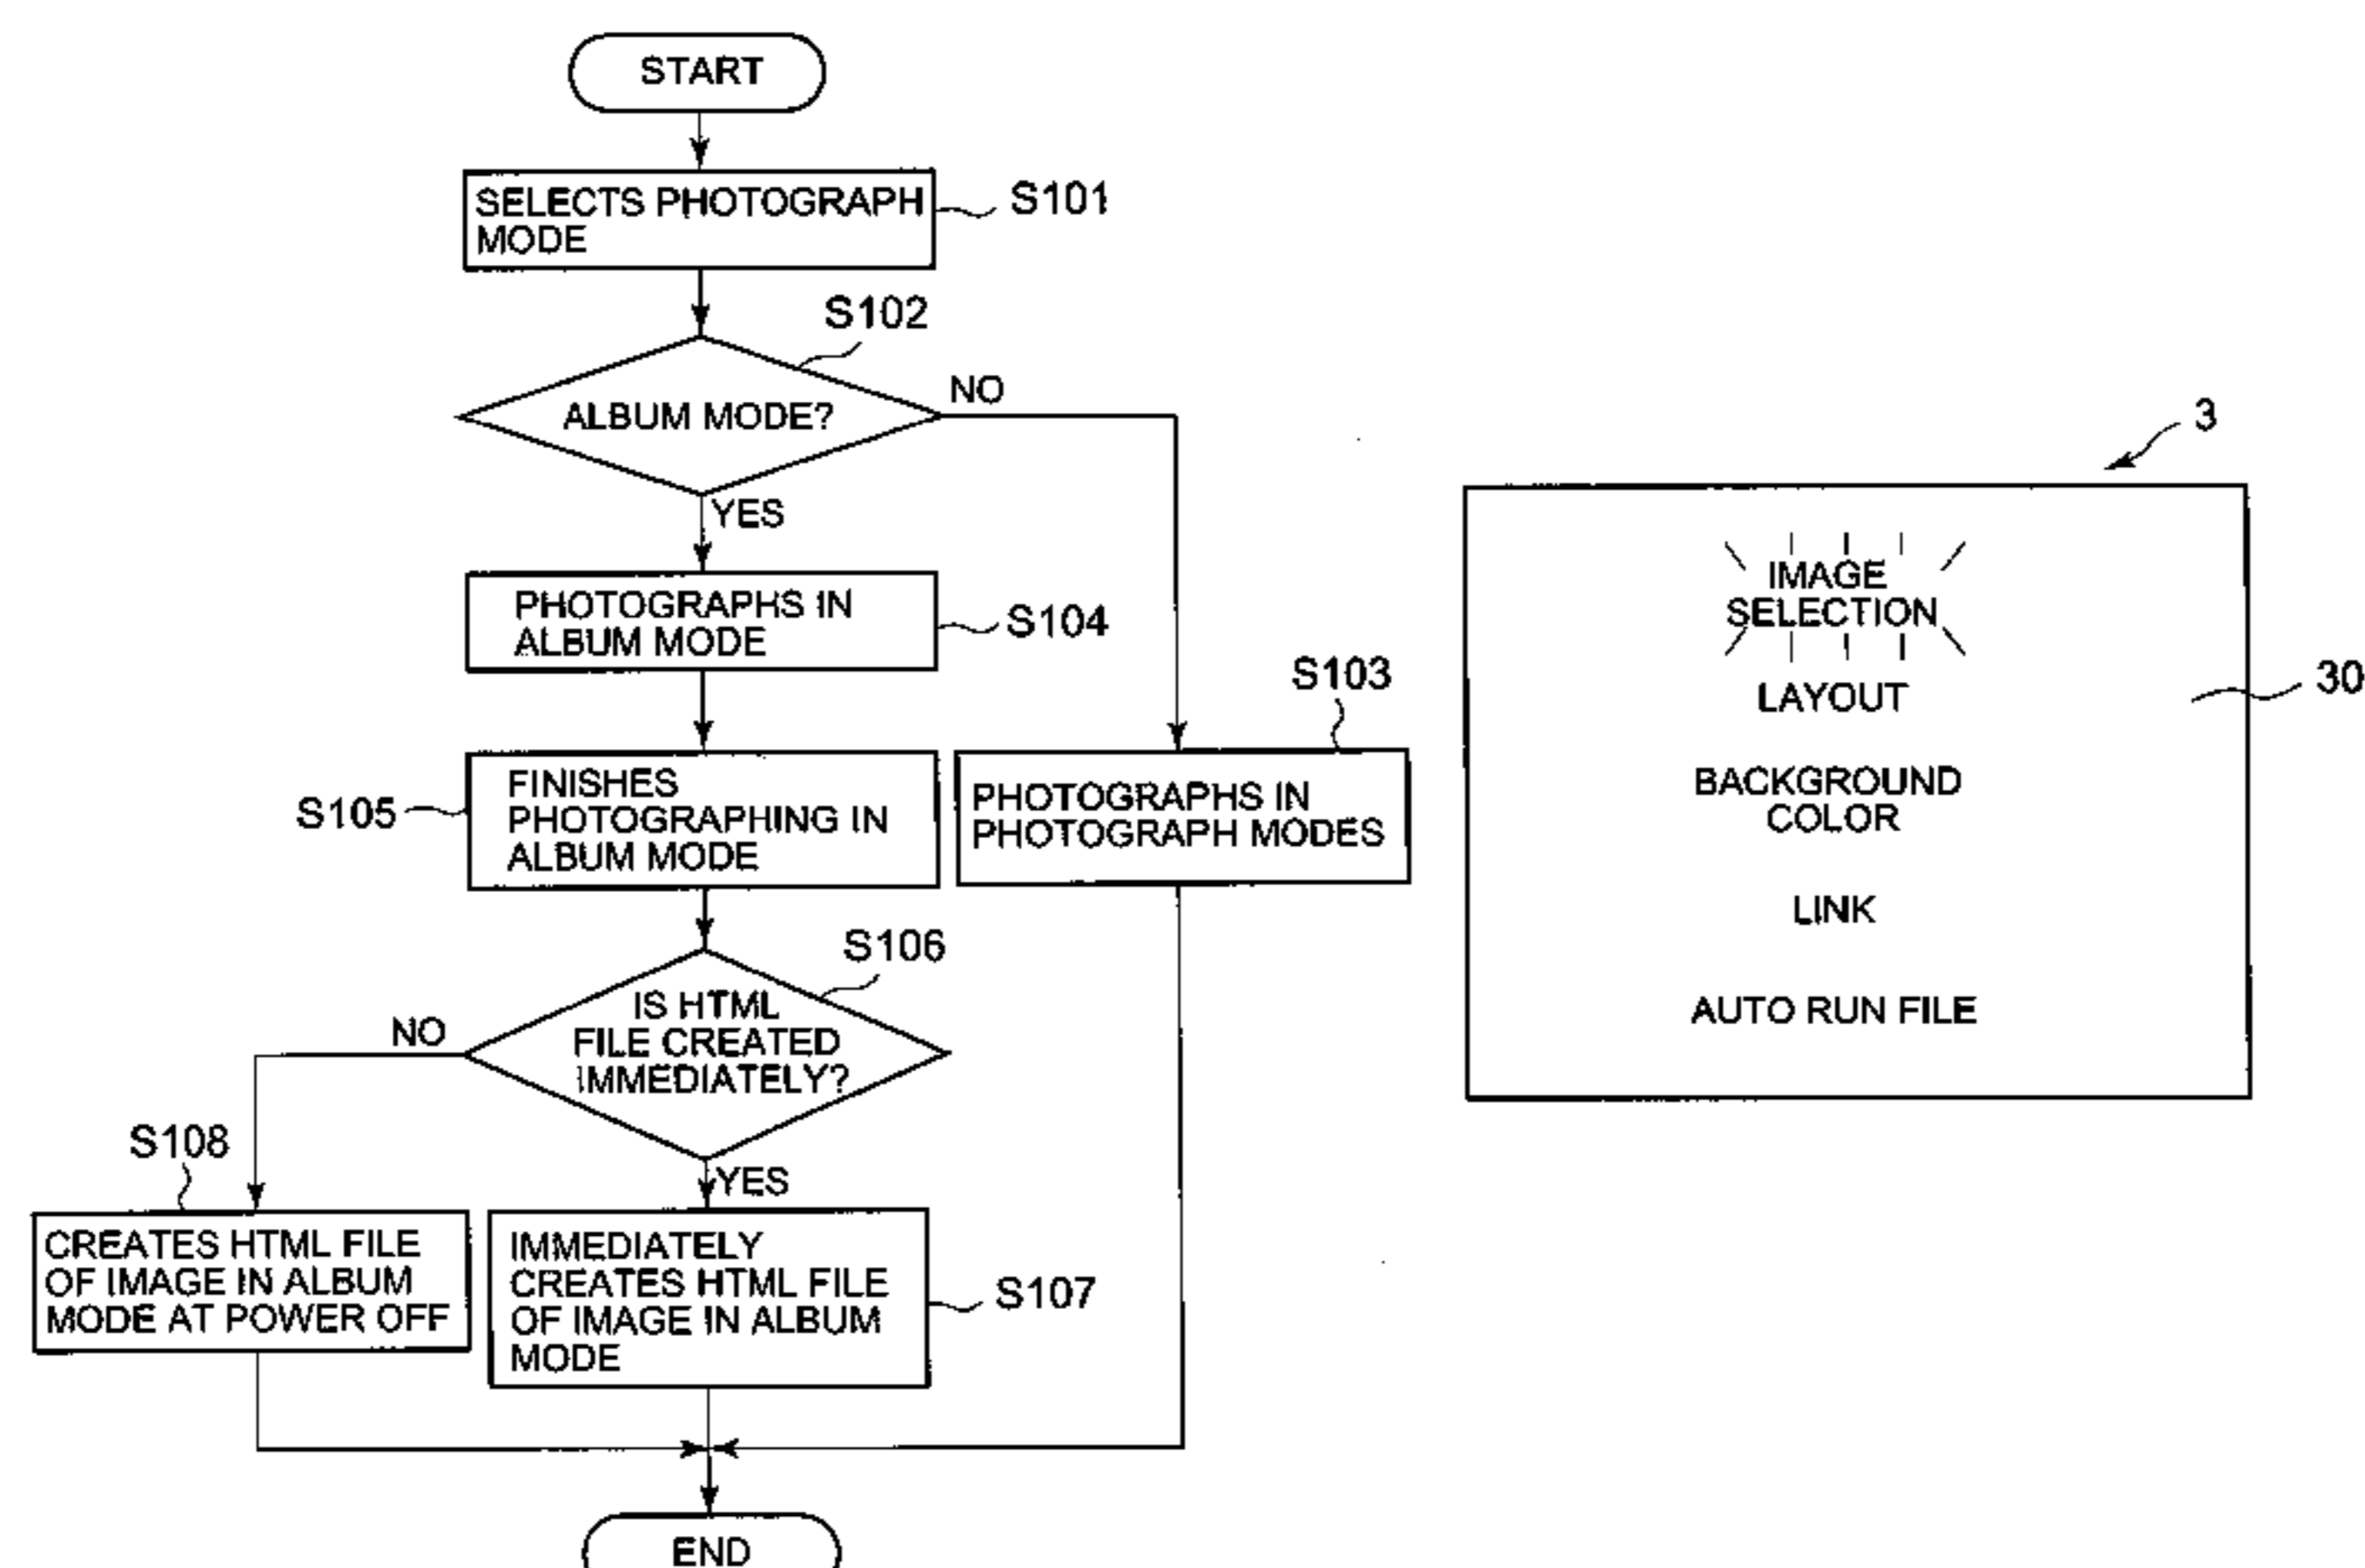 START
SELECTS PHOTOGRAPH
MODE
S101
S102
ALBUM MODE?
NO
YES
PHOTOGRAPHS IN
ALBUM MODE
S104
S103
PHOTOGRAPHS IN
PHOTOGRAPH MODES
S105
FINISHES
PHOTOGRAPHING IN
ALBUM MODE
S106
IS HTML
FILE CREATED
IMMEDIATELY?
NO
YES
S108
CREATES HTML FILE
OF IMAGE IN ALBUM
MODE AT POWER OFF
IMMEDIATELY
CREATES HTML FILE
OF IMAGE IN ALBUM
MODE
S107
END
3
IMAGE
SELECTION
LAYOUT
30
BACKGROUND
COLOR
LINK
AUTO RUN FILE